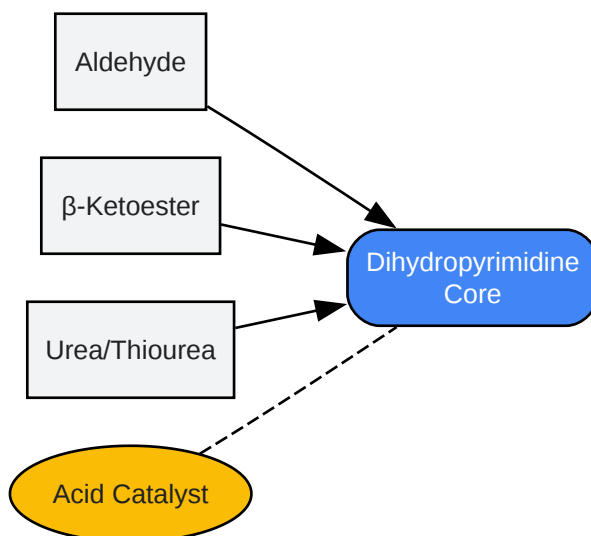 Aldehyde
β-Ketoester
Dihydropyrimidine
Core
Urea/Thiourea
Acid Catalyst